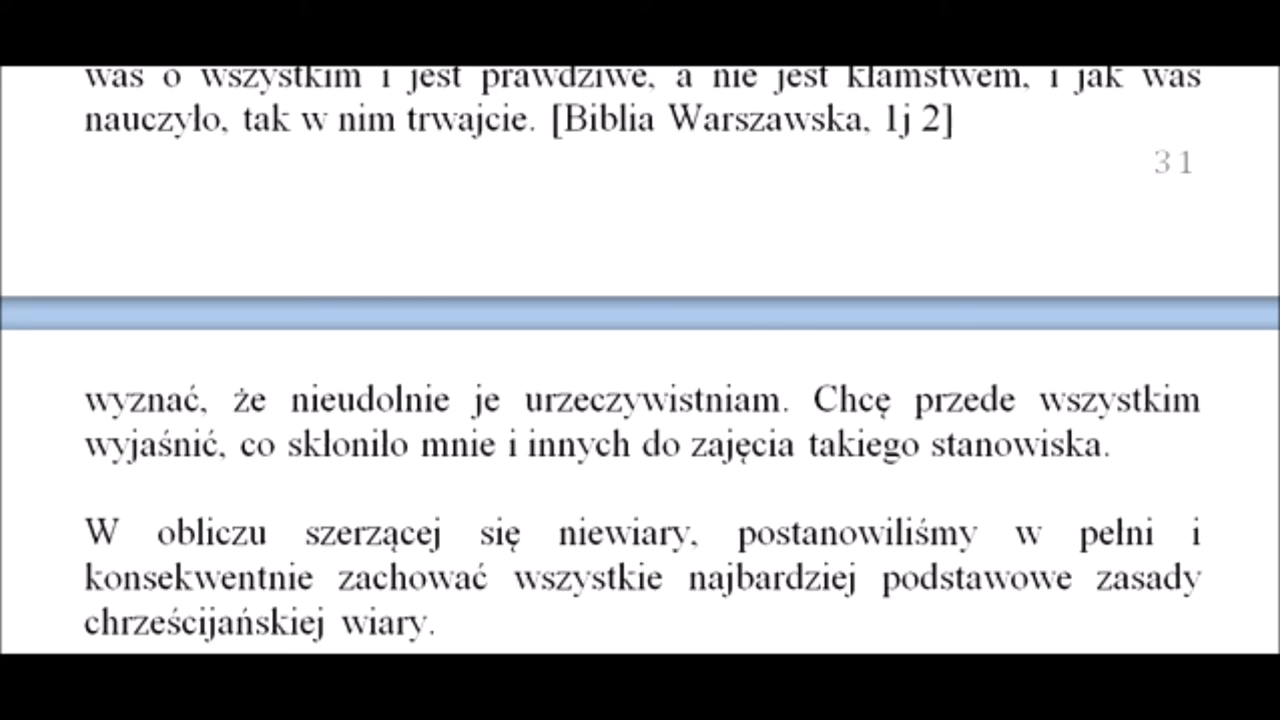 was o wszystkim i jest prawdziwe, a nie jest kłamstwem, i jak was
nauczyło, tak w nim trwajcie. [Biblia Warszawska, 1j 2]
31
wyznać, że nieudolnie je urzeczywistniam. Chcę przede wszystkim
wyjaśnić, co skłoniło mnie i innych do zajęcia takiego stanowiska.
W obliczu szerzącej się niewiary, postanowiliśmy w pełni i
konsekwentnie zachować wszystkie najbardziej podstawowe zasady
chrześcijańskiej wiary.